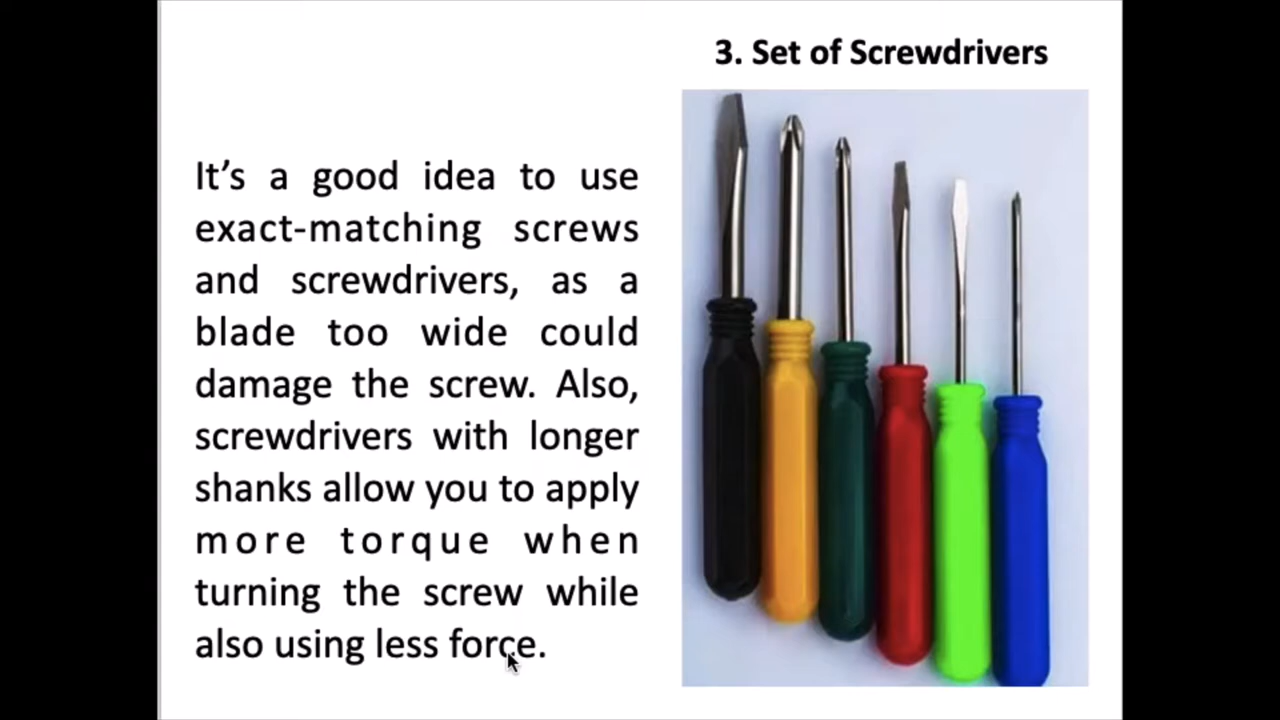 3. Set of Screwdrivers
It’s a good idea to use
exact-matching screws
and screwdrivers, as a
blade too wide could
damage the screw. Also,
screwdrivers with longer
shanks allow you to apply
more torque when
turning the screw while
also using less force.